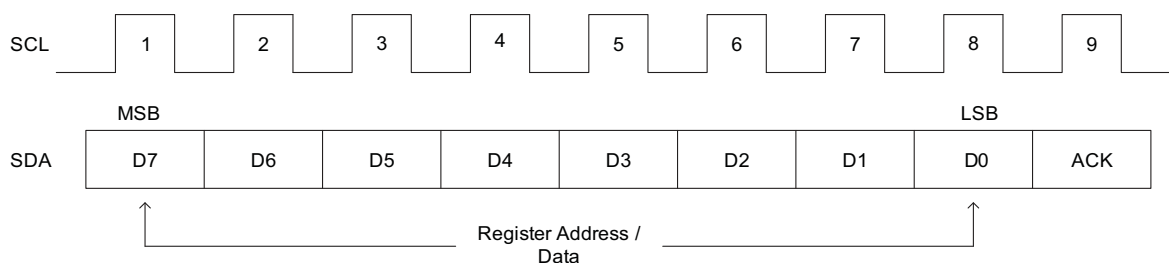 SCL 1 2 3 4 5 6 7 8 9
MSB LSB
SDA D7 D6 D5 D4 D3 D2 D1 D0 ACK
Register Address /
Data